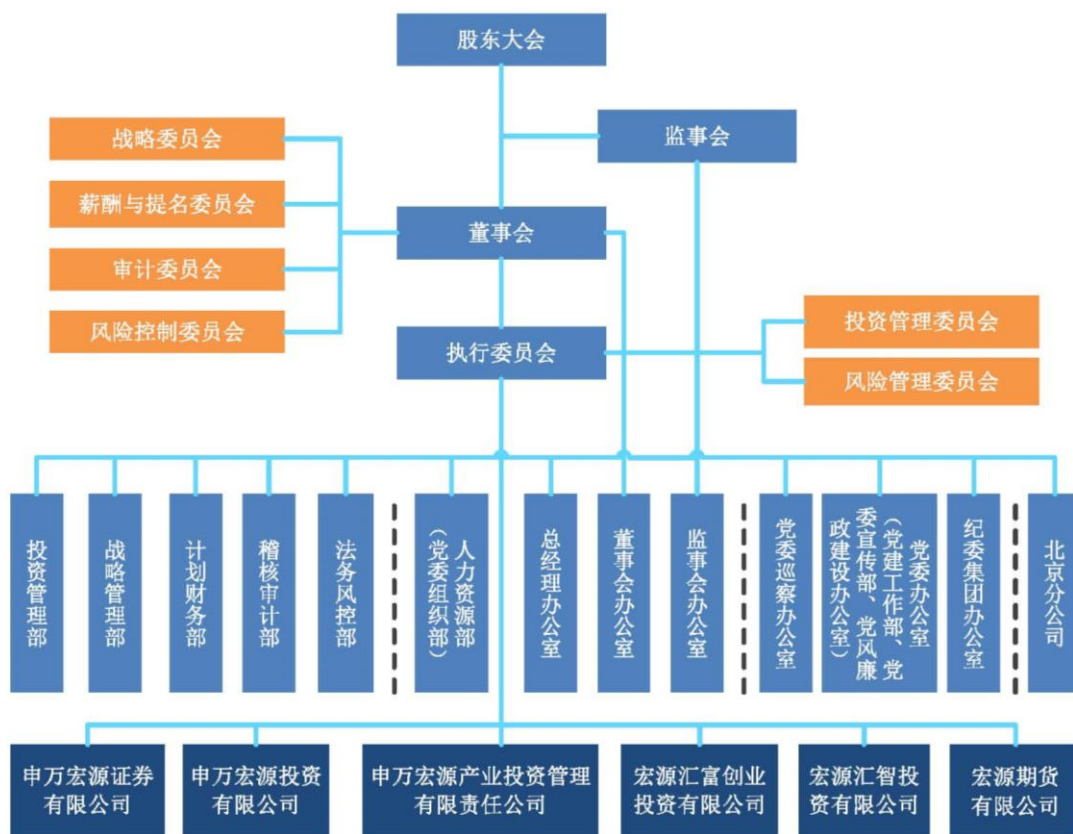 股东大会
监事会
战略委员会
薪酬与提名委员会
董事会
审计委员会
风险控制委员会
投资管理委员会
执行委员会
风险管理委员会
投资管理部
战略管理部
计划财务部
稽核审计部
法务风控部
人力资源部
（党委组织部）
总经理办公室
董事会办公室
监事会办公室
党委巡察办公室
党委办公室
（党建工作部、党
委宣传部、党风廉
政建设办公室）
纪委集团办公室
北京分公司
申万宏源证券
有限公司
申万宏源投资
有限公司
申万宏源产业投资管理
有限责任公司
宏源汇富创业
投资有限公司
宏源汇智投
资有限公司
宏源期货
有限公司